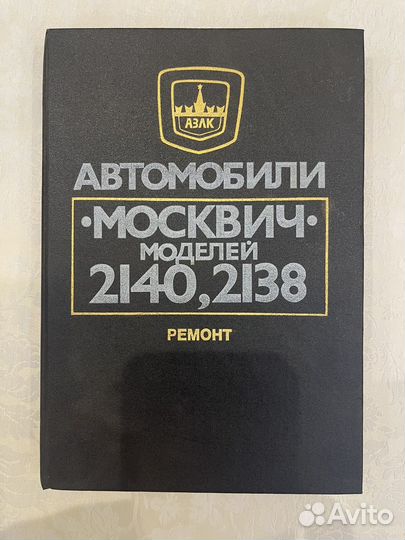 АЗЛК
АВТОМОБИЛИ
·МОСКВИЧ·
МОДЕЛЕЙ
2140, 2138
РЕМОНТ
Avito